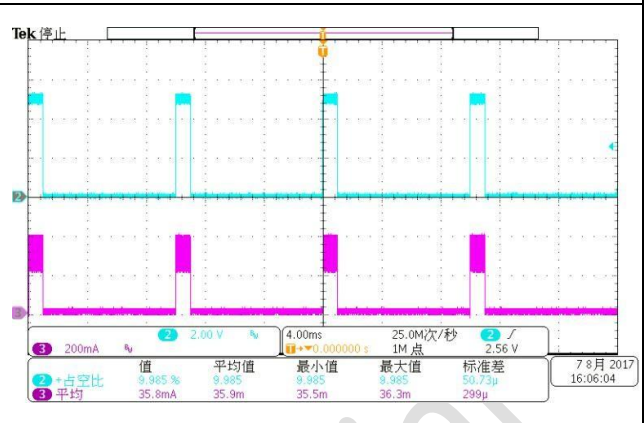 Tek 停止
T
T
2
3
2 2.00 V 4.00ms 25.0M次/秒 2
3 200mA T 0.000000 s 1M 点 2.56 V
值 平均值 最小值 最大值 标准差
2 +占空比 9.985 % 9.985 9.985 9.985 50.73μ
3 平均 35.8mA 35.9m 35.5m 36.3m 299μ
7 8月 2017
16:06:04